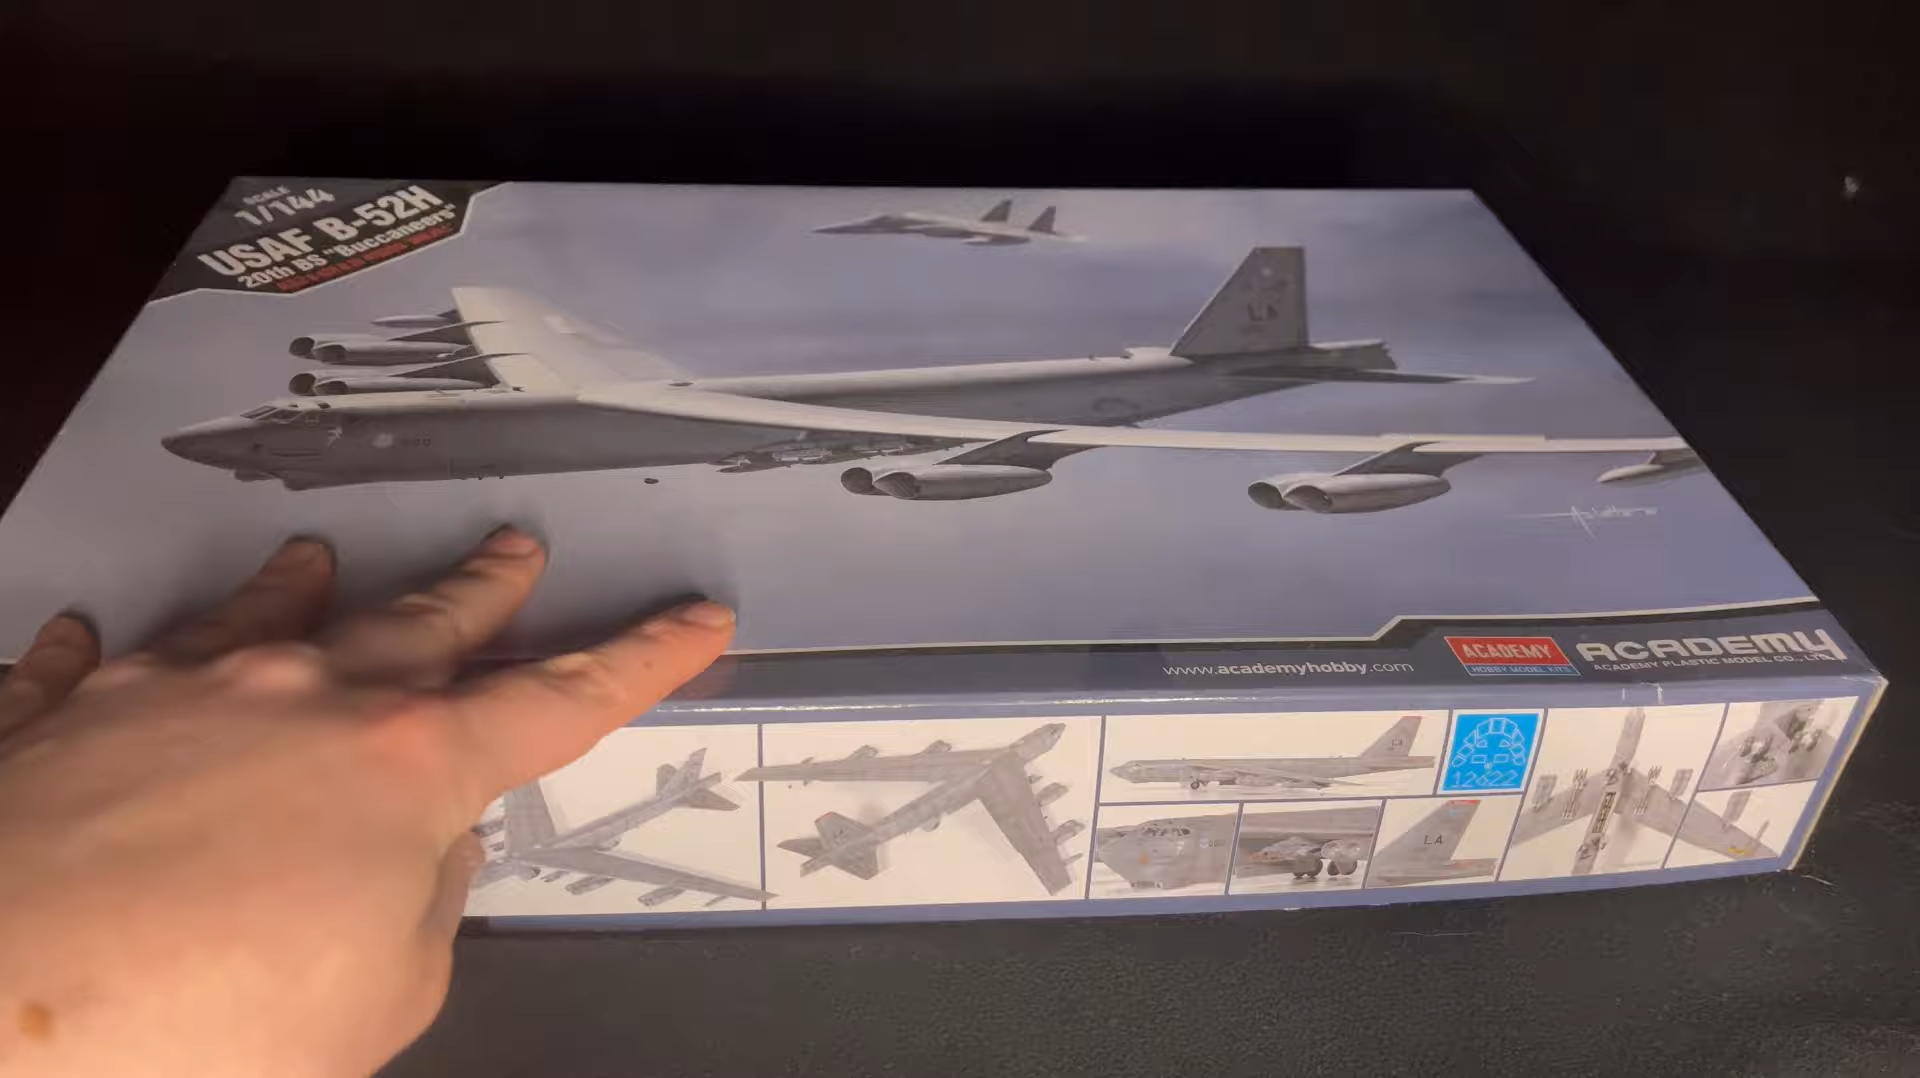 SCALE
1/144
USAF B-52H
20th BS "Buccaneers"
LA
www.academyhobby.com
ACADEMY
HOBBY MODEL KITS
ACADEMY
ACADEMY PLASTIC MODEL CO., LTD.
LA
12622
LA